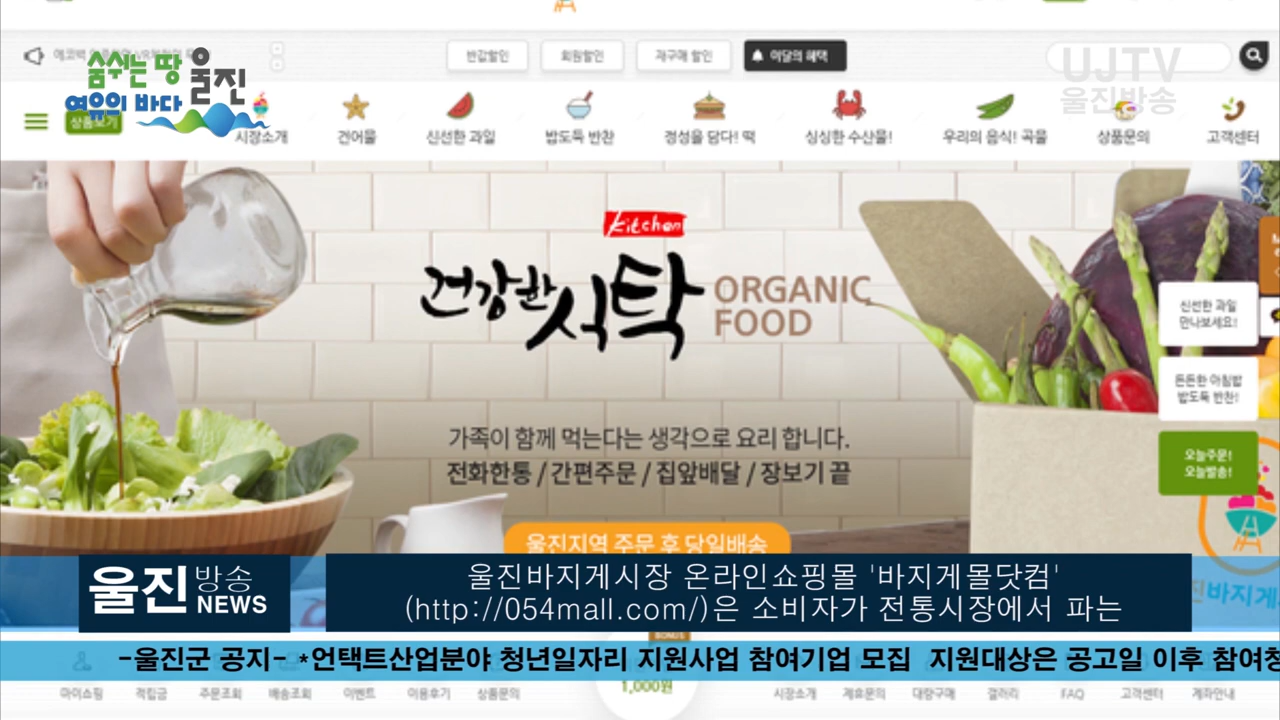 숨쉬는 땅
여유의 바다
울진
반값할인
회원할인
재구매 할인
이달의 혜택
UJTV
울진방송
상품보기
시장소개
건어물
신선한 과일
밥도둑 반찬
정성을 담다! 떡
싱싱한 수산물!
우리의 음식! 곡물
상품문의
고객센터
Kitchen
건강한 식탁
ORGANIC
FOOD
신선한 과일
만나보세요!
든든한 아침밥
밥도둑 반찬!
오늘주문!
오늘발송!
가족이 함께 먹는다는 생각으로 요리 합니다.
전화한통 / 간편주문 / 집앞배달 / 장보기 끝
울진지역 주문 후 당일배송
울진 방송
NEWS
울진바지게시장 온라인쇼핑몰 '바지게몰닷컴'
(http://054mall.com/)은 소비자가 전통시장에서 파는
BONUS
-울진군 공지- *언택트산업분야 청년일자리 지원사업 참여기업 모집 지원대상은 공고일 이후 참여청
1,000원
마이쇼핑
적립금
주문조회
배송조회
이벤트
이용후기
상품문의
시장소개
제휴문의
대량구매
갤러리
FAQ
고객센터
계좌안내